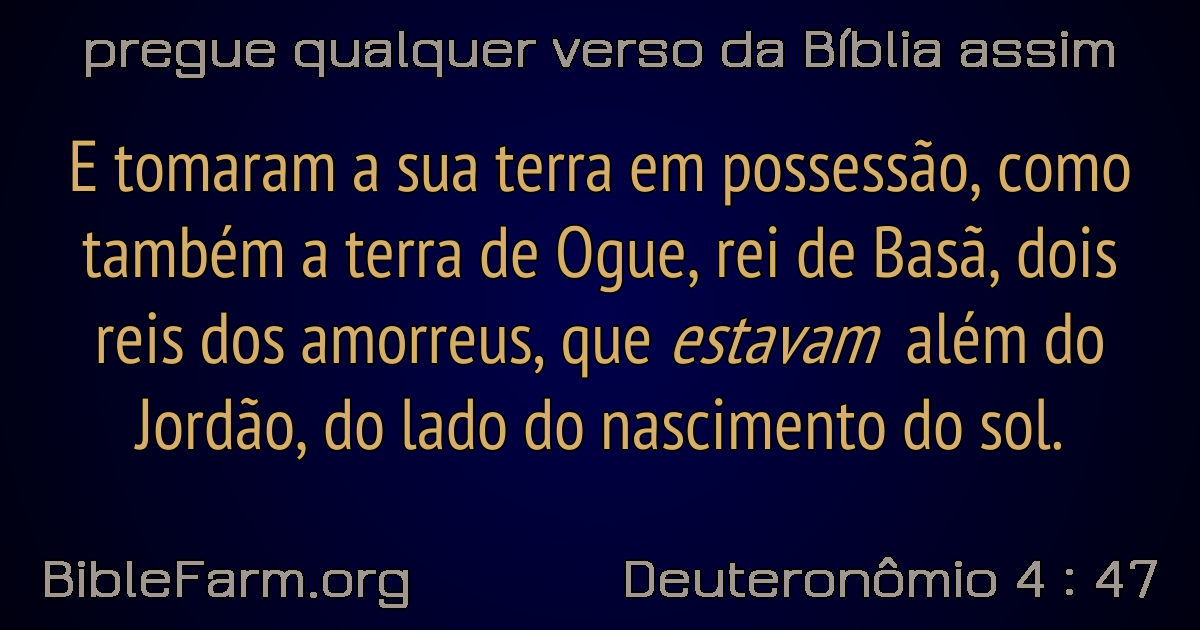 pregue qualquer verso da Bíblia assim
E tomaram a sua terra em possessão, como
também a terra de Ogue, rei de Basã, dois
reis dos amorreus, que estavam além do
Jordão, do lado do nascimento do sol.
BibleFarm.org
Deuteronômio 4 : 47